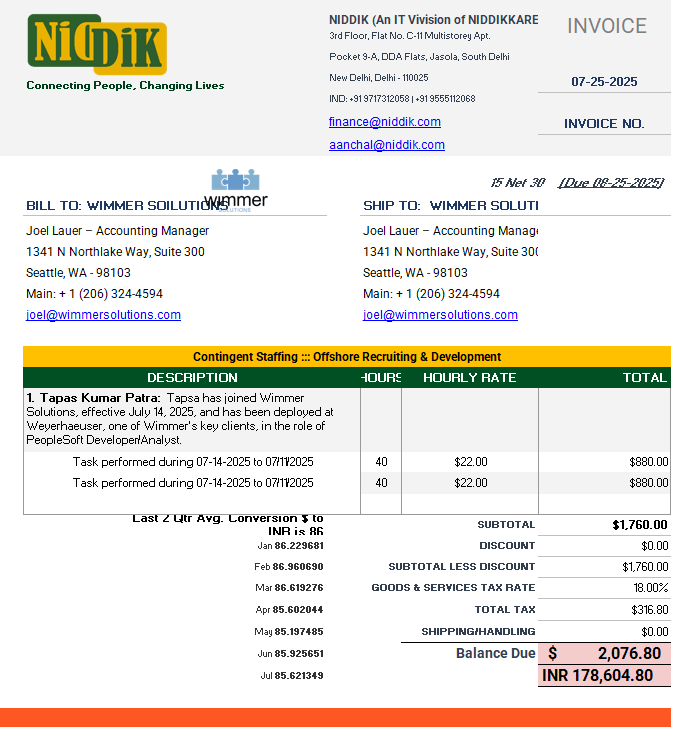 NiDDiK
Connecting People, Changing Lives
NIDDIK (An IT Vivision of NIDDIKKARE
3rd Floor, Flat No. C-11 Multistorey Apt.
Pocket 9-A, DDA Flats, Jasola, South Delhi
New Delhi, Delhi - 110025
IND: +91 9717312058 | +91 9555112068
finance@niddik.com
aanchal@niddik.com
INVOICE
07-25-2025
INVOICE NO.
15 Net 30 (Due 08-25-2025)
wimmer
SOLUTIONS
BILL TO: WIMMER SOILUTIONS
Joel Lauer – Accounting Manager
1341 N Northlake Way, Suite 300
Seattle, WA - 98103
Main: + 1 (206) 324-4594
joel@wimmersolutions.com
SHIP TO: WIMMER SOLUTI
Joel Lauer – Accounting Manage
1341 N Northlake Way, Suite 300
Seattle, WA - 98103
Main: + 1 (206) 324-4594
joel@wimmersolutions.com
Contingent Staffing ::: Offshore Recruiting & Development
DESCRIPTION HOURS HOURLY RATE TOTAL
1. Tapas Kumar Patra: Tapsa has joined Wimmer
Solutions, effective July 14, 2025, and has been deployed at
Weyerhaeuser, one of Wimmer's key clients, in the role of
PeopleSoft Developer/Analyst.
Task performed during 07-14-2025 to 07/11/2025 40 $22.00 $880.00
Task performed during 07-14-2025 to 07/11/2025 40 $22.00 $880.00
Last 2 Qtr Avg. Conversion $ to
INR is 86
SUBTOTAL $1,760.00
Jan 86.229681 DISCOUNT $0.00
Feb 86.960690 SUBTOTAL LESS DISCOUNT $1,760.00
Mar 86.619276 GOODS & SERVICES TAX RATE 18.00%
Apr 85.602044 TOTAL TAX $316.80
May 85.197485 SHIPPING/HANDLING $0.00
Jun 85.925651 Balance Due $ 2,076.80
Jul 85.621349 INR 178,604.80